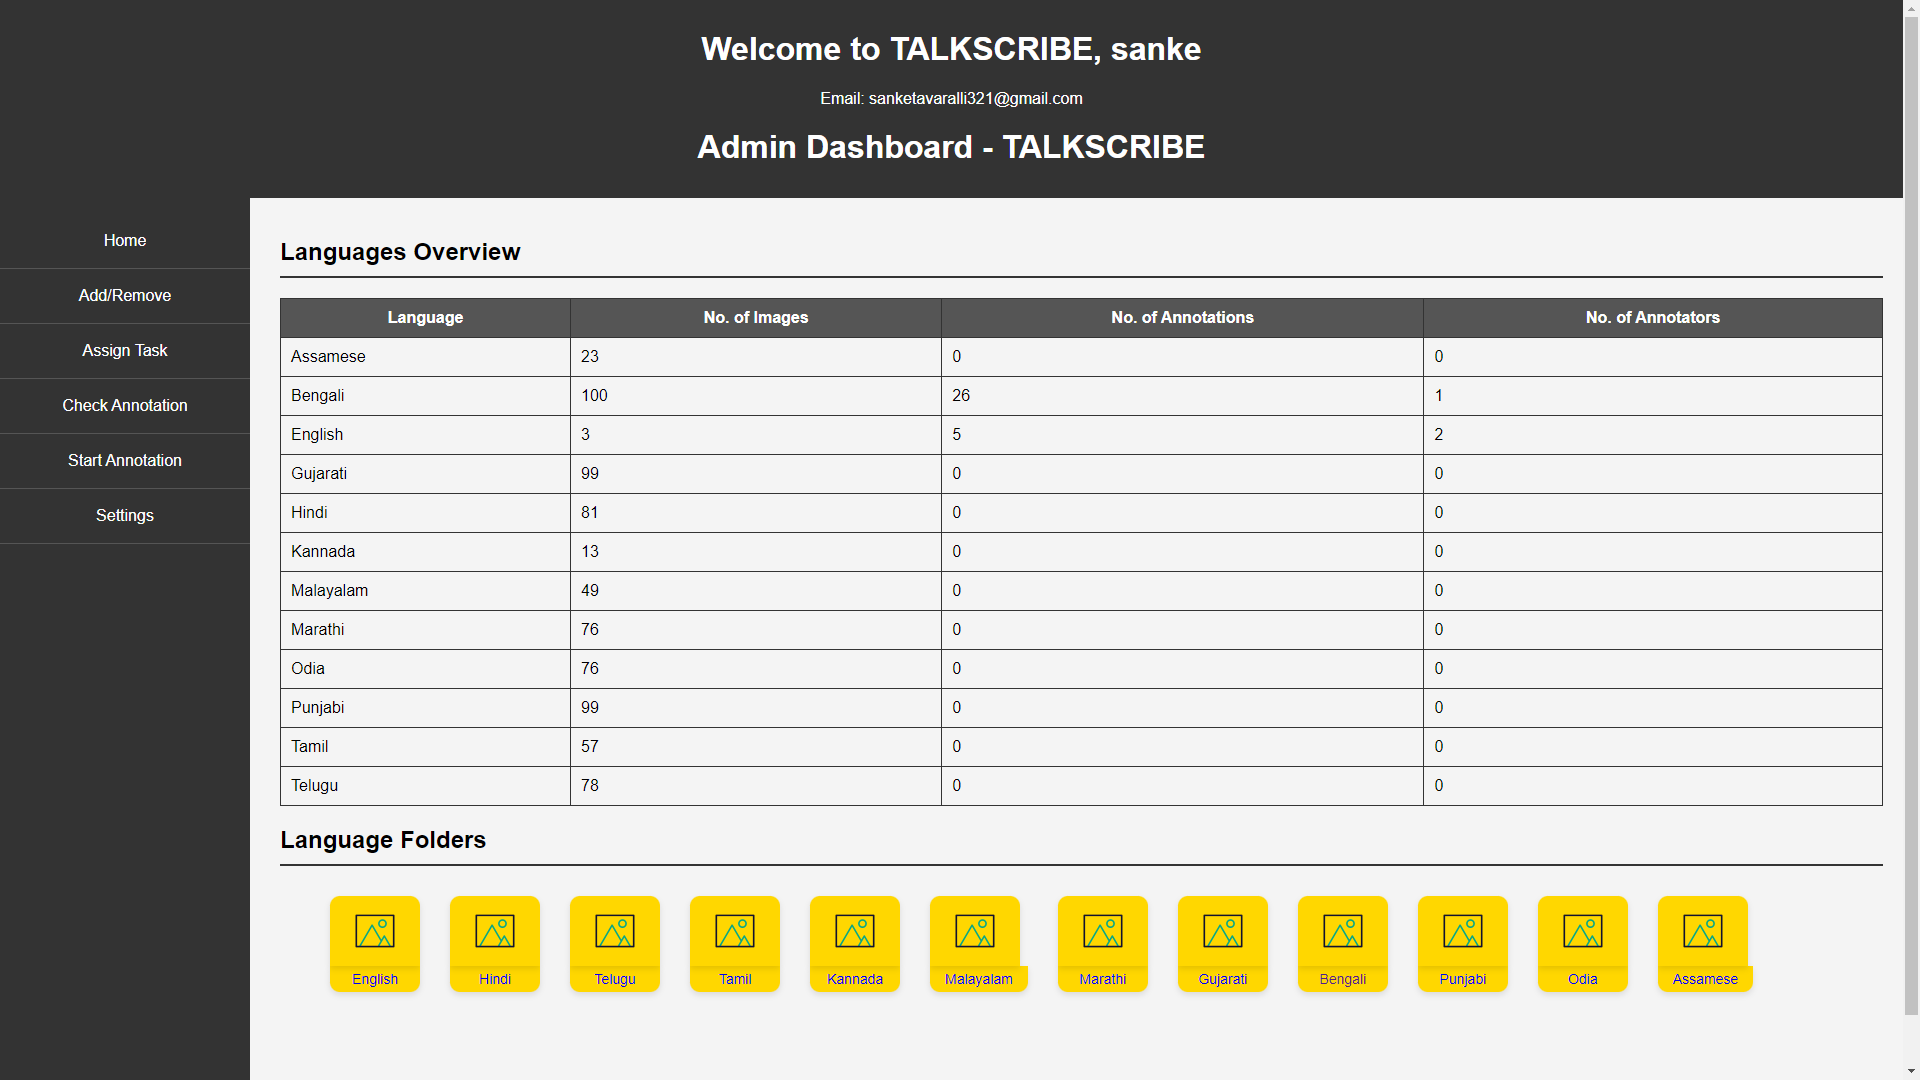 Welcome to TALKSCRIBE, sanke
Email: sanketavaralli321@gmail.com
Admin Dashboard - TALKSCRIBE
Home
Add/Remove
Assign Task
Check Annotation
Start Annotation
Settings
Languages Overview
Language No. of Images No. of Annotations No. of Annotators
Assamese 23 0 0
Bengali 100 26 1
English 3 5 2
Gujarati 99 0 0
Hindi 81 0 0
Kannada 13 0 0
Malayalam 49 0 0
Marathi 76 0 0
Odia 76 0 0
Punjabi 99 0 0
Tamil 57 0 0
Telugu 78 0 0
Language Folders
English Hindi Telugu Tamil Kannada Malayalam Marathi Gujarati Bengali Punjabi Odia Assamese